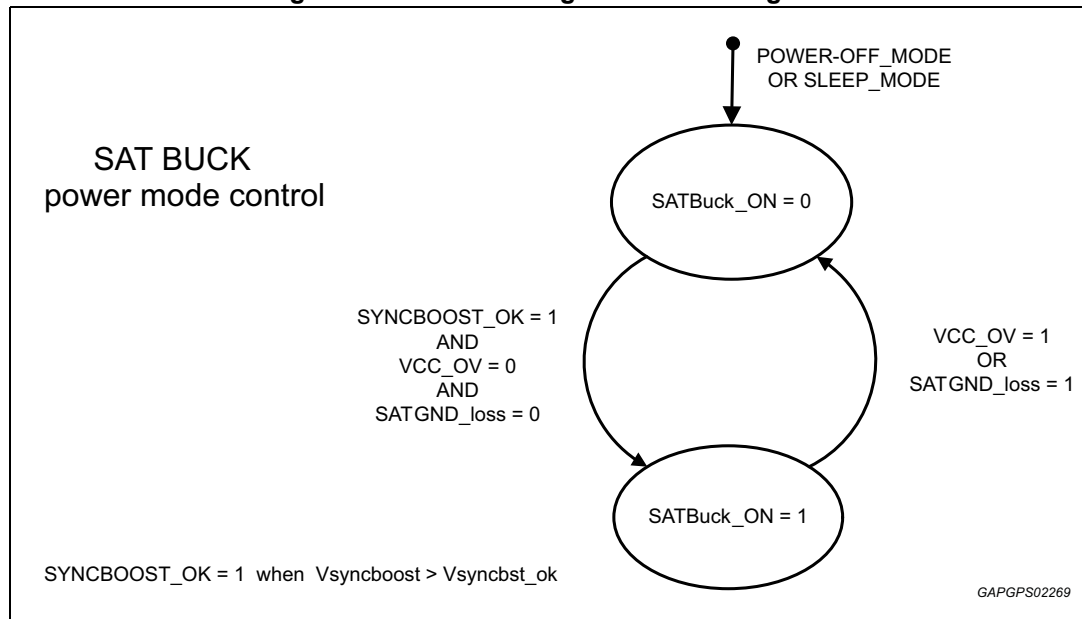 POWER-OFF_MODE
OR SLEEP_MODE
SAT BUCK
power mode control
SATBuck_ON = 0
SYNCBOOST_OK = 1
AND
VCC_OV = 0
AND
SATGND_loss = 0
VCC_OV = 1
OR
SATGND_loss = 1
SATBuck_ON = 1
SYNCBOOST_OK = 1 when Vsyncboost > Vsyncbst_ok
GAPGPS02269